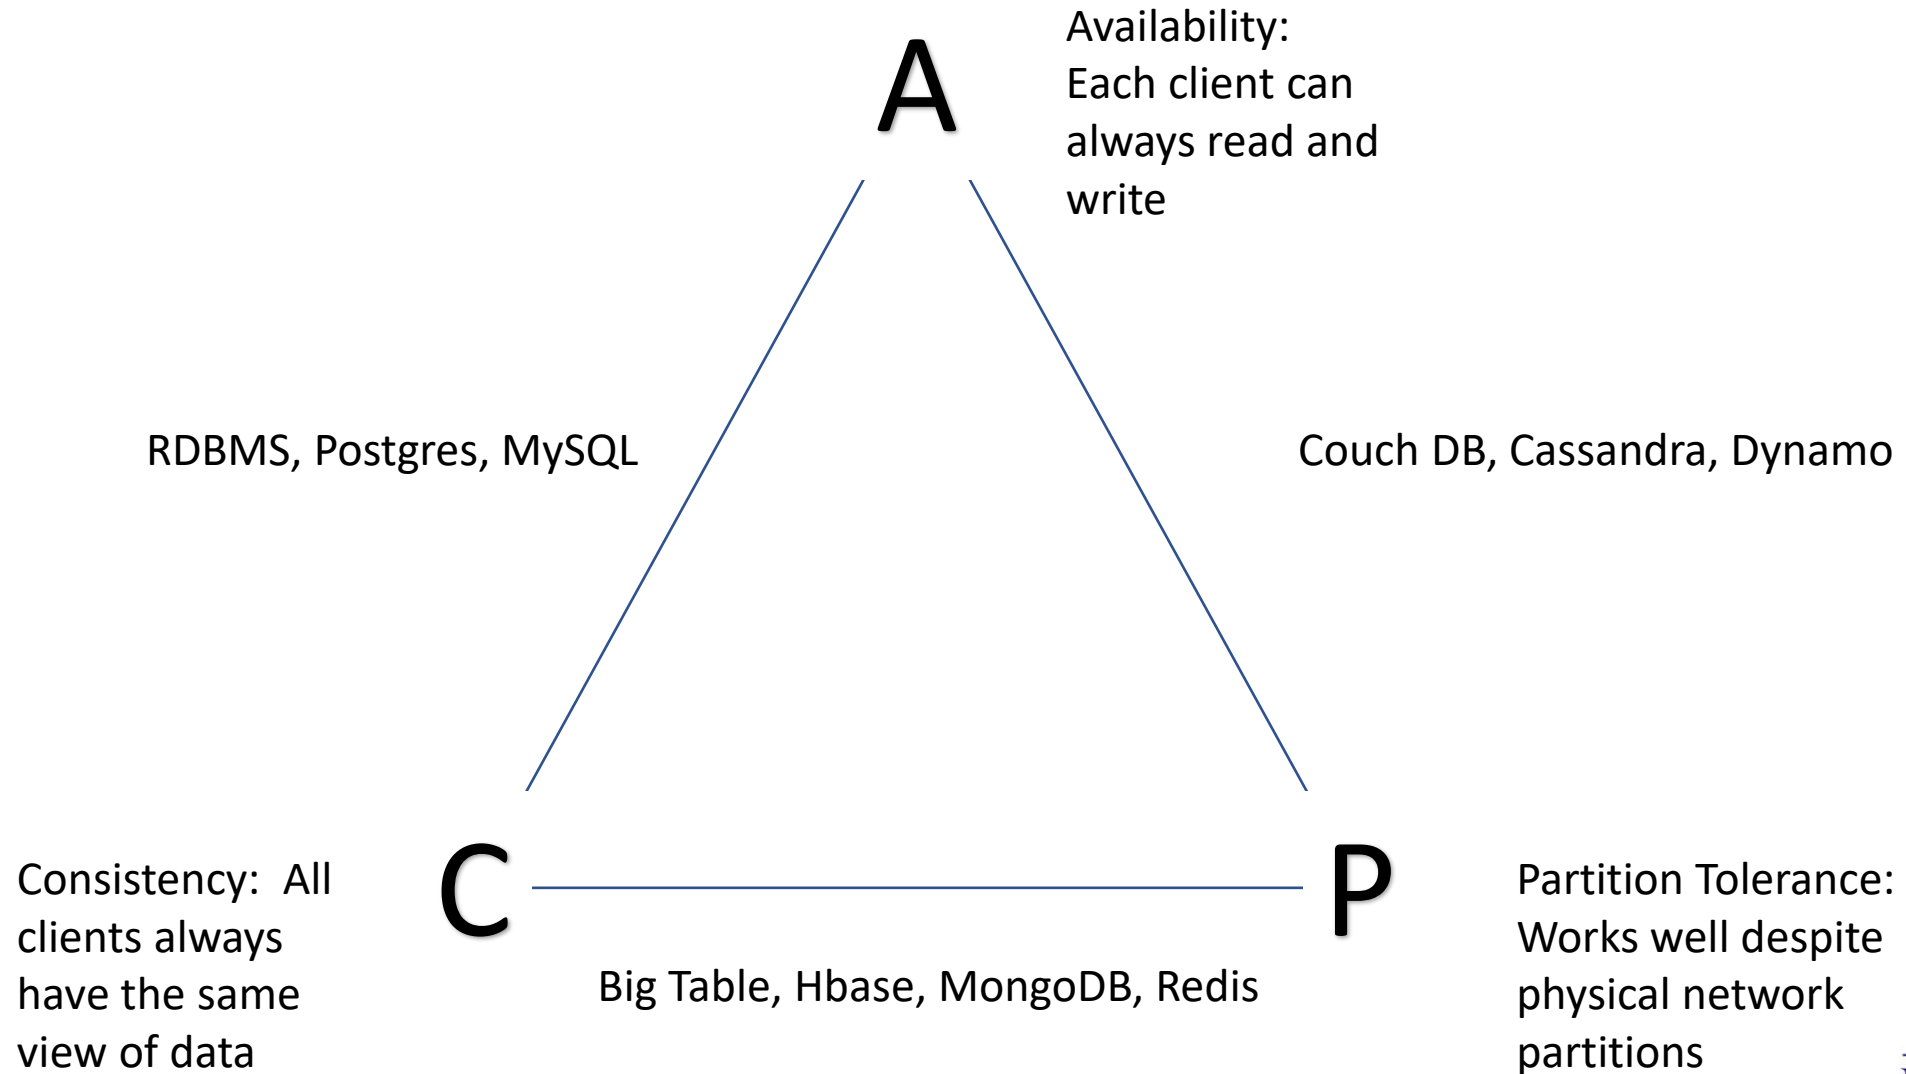 A
Availability:
Each client can
always read and
write
RDBMS, Postgres, MySQL
Couch DB, Cassandra, Dynamo
Consistency:  All
clients always
have the same
view of data
C
P
Big Table, Hbase, MongoDB, Redis
Partition Tolerance:
Works well despite
physical network
partitions